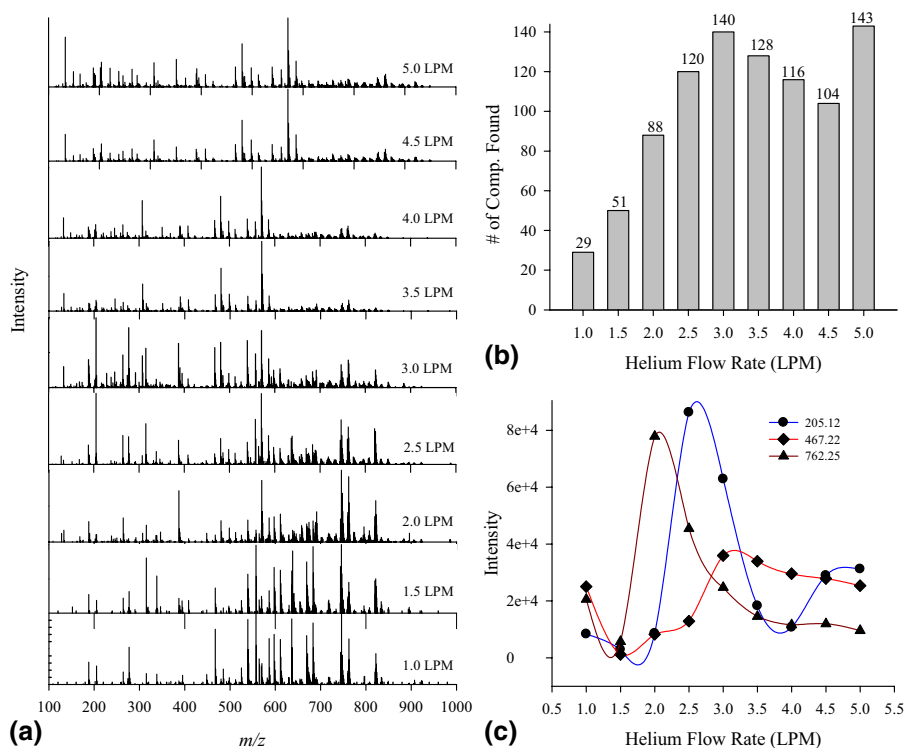 5.0 LPM
4.5 LPM
4.0 LPM
3.5 LPM
3.0 LPM
2.5 LPM
2.0 LPM
1.5 LPM
1.0 LPM
Intensity
100 200 300 400 500 600 700 800 900 1000
m/z
(a)
140
120
100
80
60
40
20
0
# of Comp. Found
29
51
88
120
140
128
116
104
143
1.0 1.5 2.0 2.5 3.0 3.5 4.0 4.5 5.0
Helium Flow Rate (LPM)
(b)
8e+4
6e+4
4e+4
2e+4
0
Intensity
205.12
467.22
762.25
0.5 1.0 1.5 2.0 2.5 3.0 3.5 4.0 4.5 5.0 5.5
Helium Flow Rate (LPM)
(c)